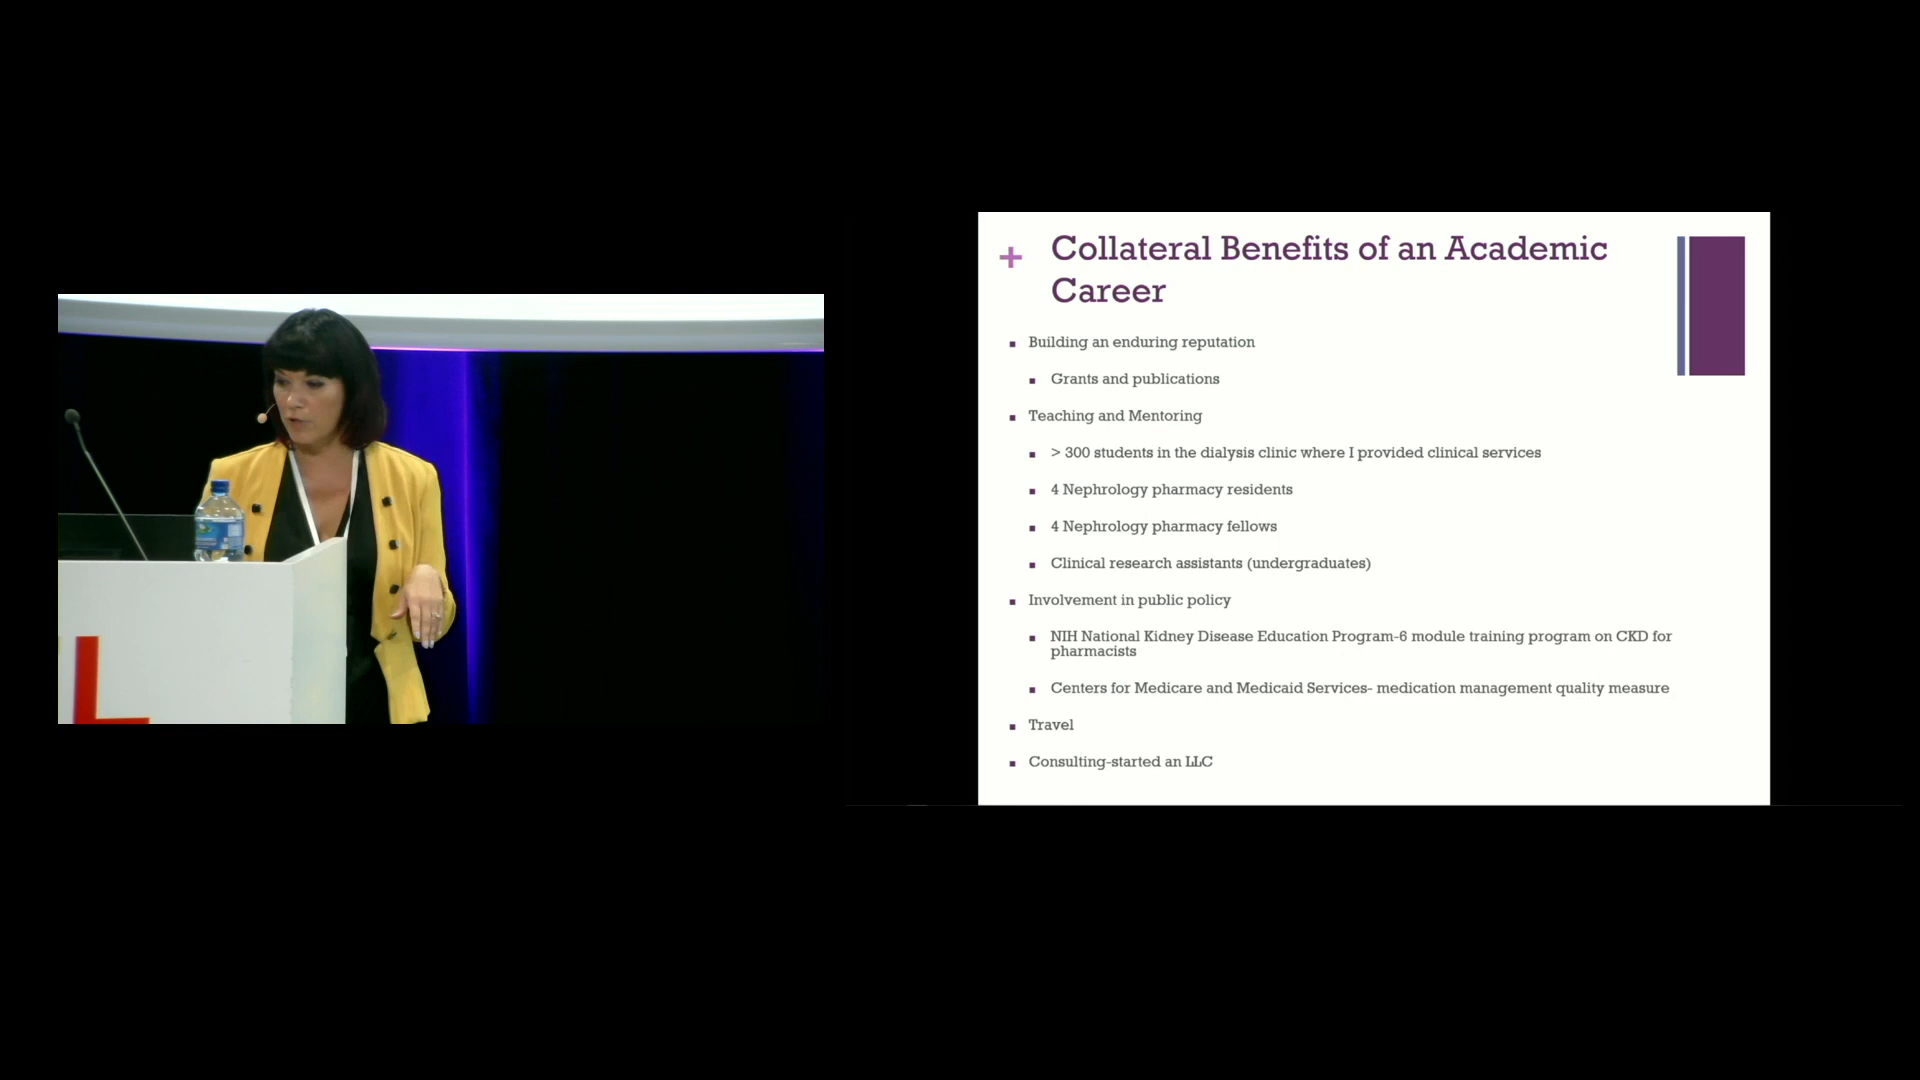 + Collateral Benefits of an Academic
Career
▪ Building an enduring reputation
▪ Grants and publications
▪ Teaching and Mentoring
▪ > 300 students in the dialysis clinic where I provided clinical services
▪ 4 Nephrology pharmacy residents
▪ 4 Nephrology pharmacy fellows
▪ Clinical research assistants (undergraduates)
▪ Involvement in public policy
▪ NIH National Kidney Disease Education Program-6 module training program on CKD for
pharmacists
▪ Centers for Medicare and Medicaid Services- medication management quality measure
▪ Travel
▪ Consulting-started an LLC
L